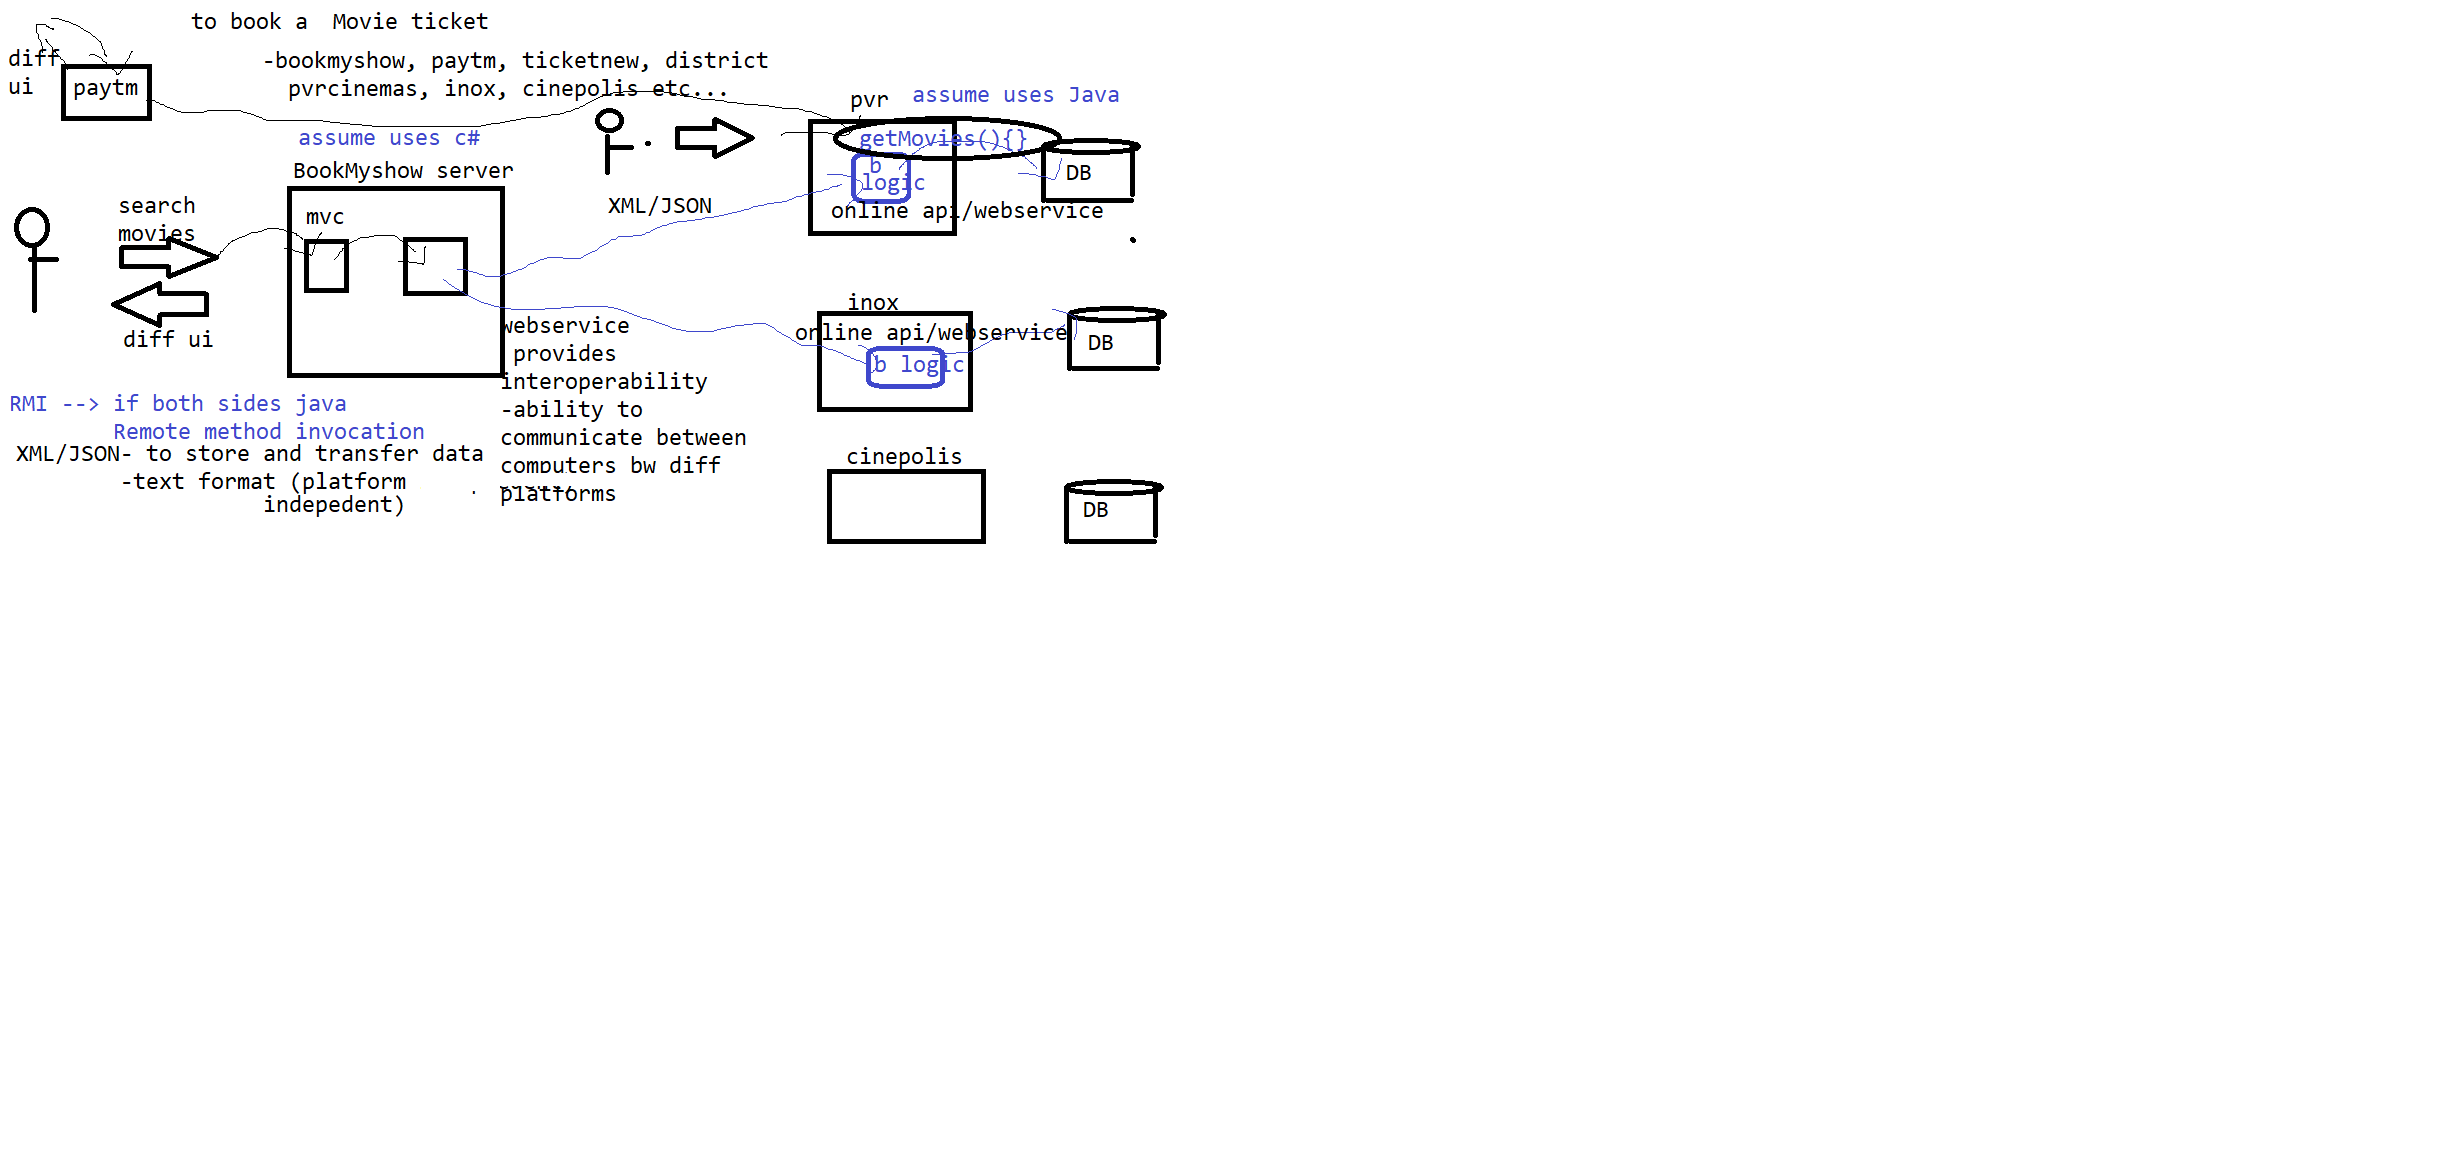 to book a  Movie ticket
-bookmyshow, paytm, ticketnew, district
pvrcinemas, inox, cinepolis etc...
diff
ui
paytm
assume uses c#
BookMyshow server
mvc
search
movies
diff ui
XML/JSON
pvr
assume uses Java
getMovies(){}
b
logic
online api/webservice
DB
inox
online api/webservice
b logic
DB
cinepolis
DB
webservice
provides
interoperability
-ability to
communicate between
computers bw diff
platforms
RMI --> if both sides java
Remote method invocation
XML/JSON- to store and transfer data
-text format (platform
indepedent)